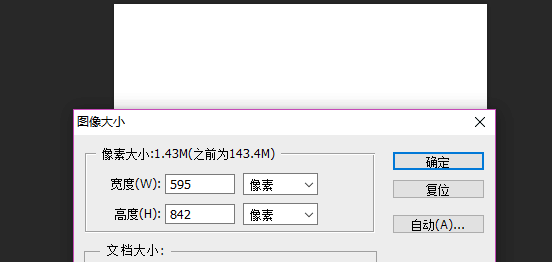 图像大小
像素大小:1.43M(之前为143.4M)
确定
宽度(W): 595 像素
复位
高度(H): 842 像素
自动(A)...
文档大小: